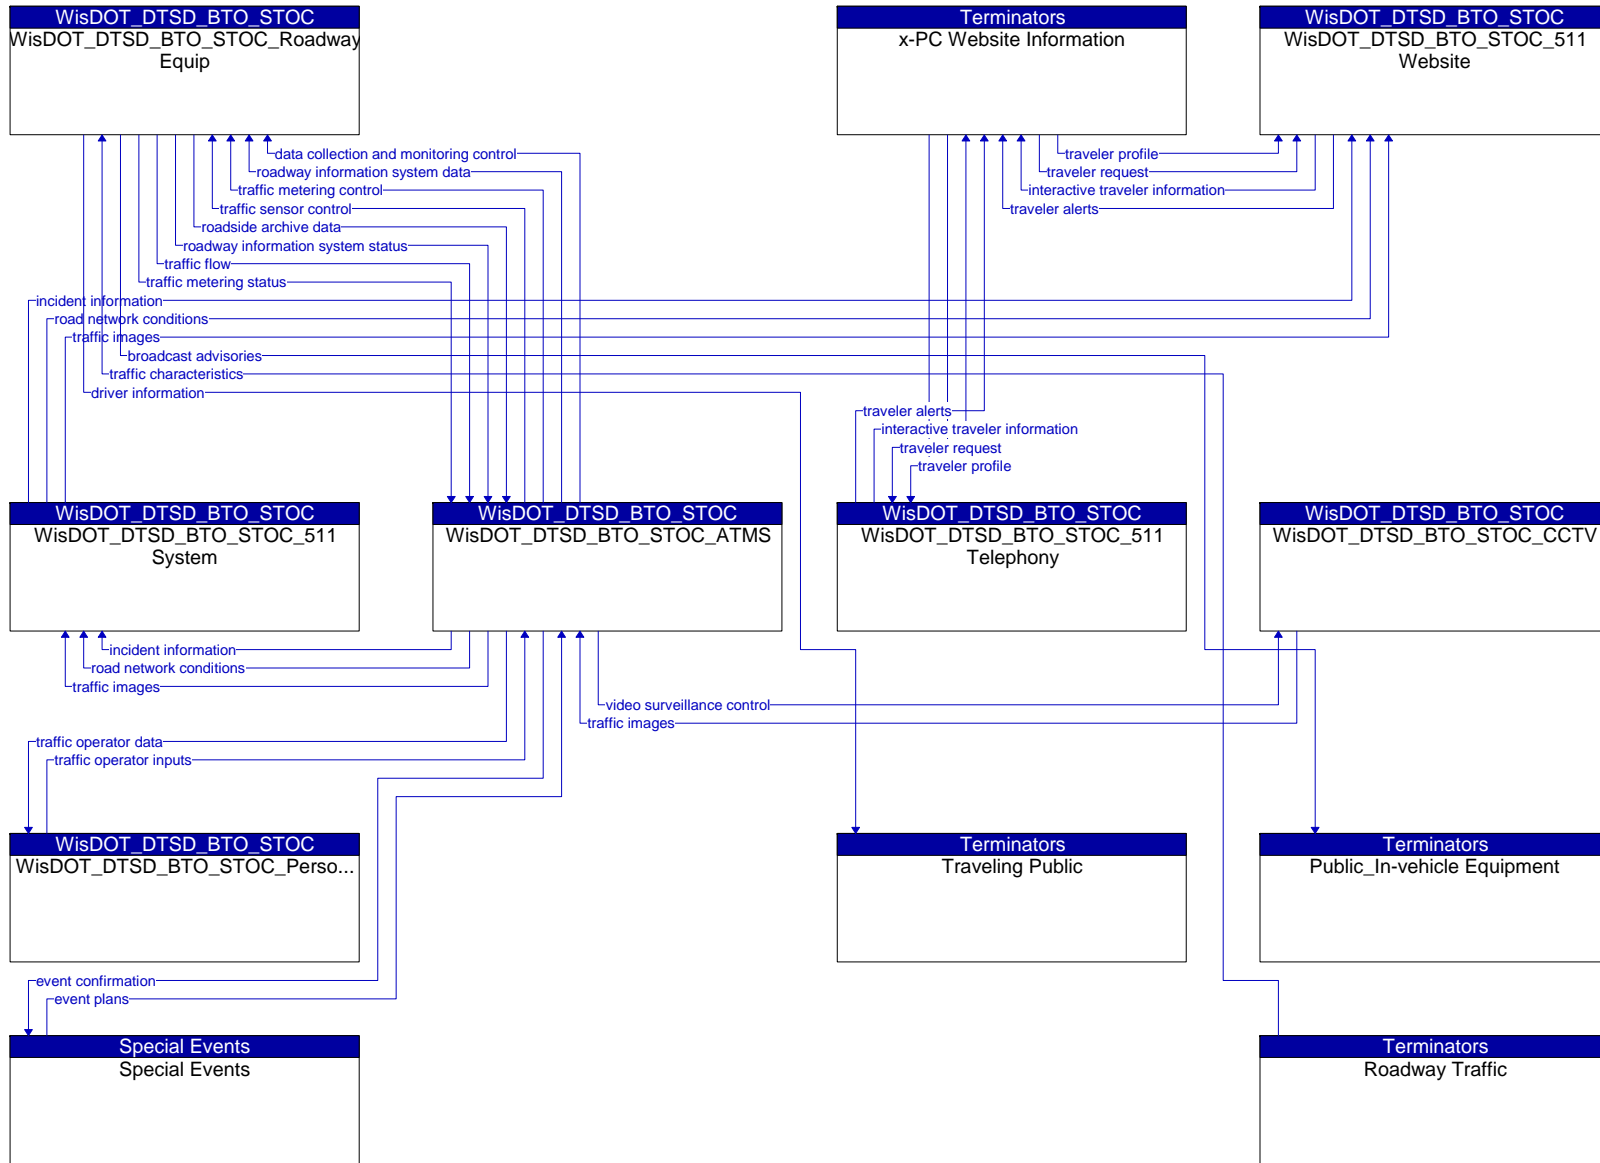 WisDOT_DTSD_BTO_STOC
WisDOT_DTSD_BTO_STOC_Roadway
Equip
Terminators
x-PC Website Information
WisDOT_DTSD_BTO_STOC
WisDOT_DTSD_BTO_STOC_511
Website
data collection and monitoring control
roadway information system data
traffic metering control
traffic sensor control
roadside archive data
roadway information system status
traffic flow
traffic metering status
traveler profile
traveler request
interactive traveler information
traveler alerts
incident information
road network conditions
traffic images
broadcast advisories
traffic characteristics
driver information
traveler alerts
interactive traveler information
traveler request
traveler profile
WisDOT_DTSD_BTO_STOC
WisDOT_DTSD_BTO_STOC_511
System
WisDOT_DTSD_BTO_STOC
WisDOT_DTSD_BTO_STOC_ATMS
WisDOT_DTSD_BTO_STOC
WisDOT_DTSD_BTO_STOC_511
Telephony
WisDOT_DTSD_BTO_STOC
WisDOT_DTSD_BTO_STOC_CCTV
incident information
road network conditions
traffic images
video surveillance control
traffic images
traffic operator data
traffic operator inputs
WisDOT_DTSD_BTO_STOC
WisDOT_DTSD_BTO_STOC_Perso...
Terminators
Traveling Public
Terminators
Public_In-vehicle Equipment
event confirmation
event plans
Special Events
Special Events
Terminators
Roadway Traffic